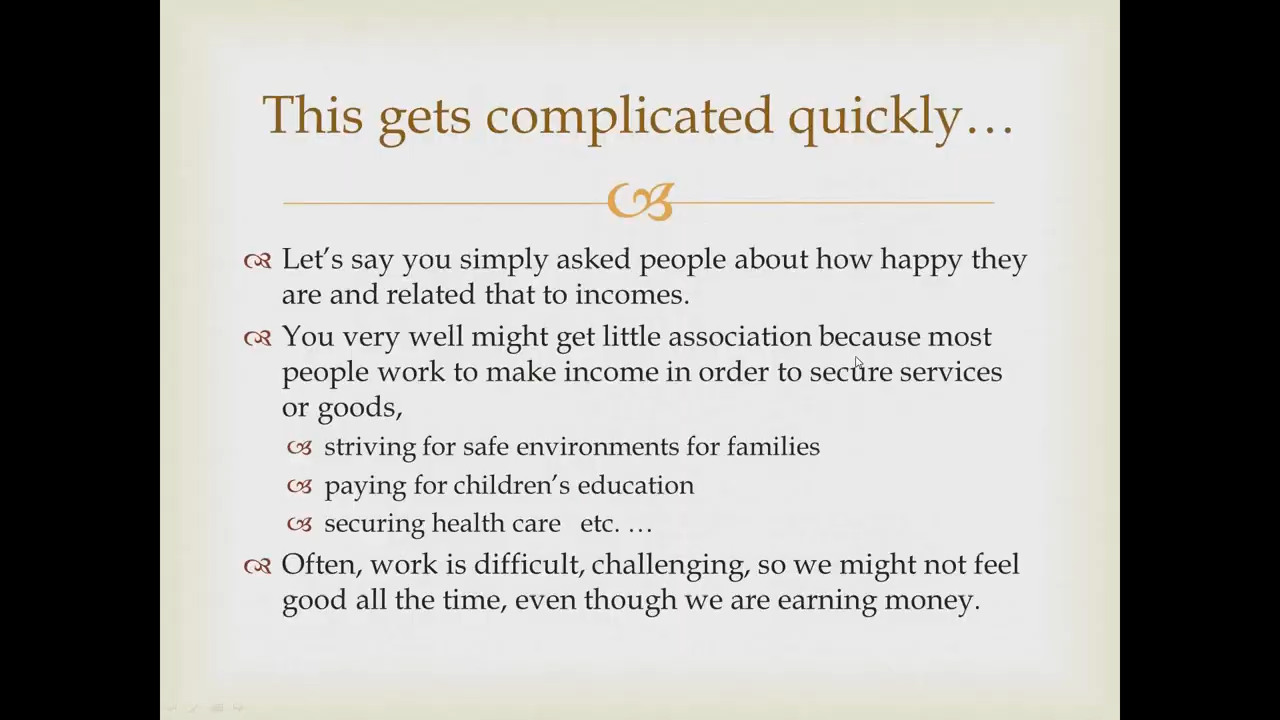 This gets complicated quickly…
Let's say you simply asked people about how happy they
are and related that to incomes.
You very well might get little association because most
people work to make income in order to secure services
or goods,
striving for safe environments for families
paying for children's education
securing health care   etc. …
Often, work is difficult, challenging, so we might not feel
good all the time, even though we are earning money.